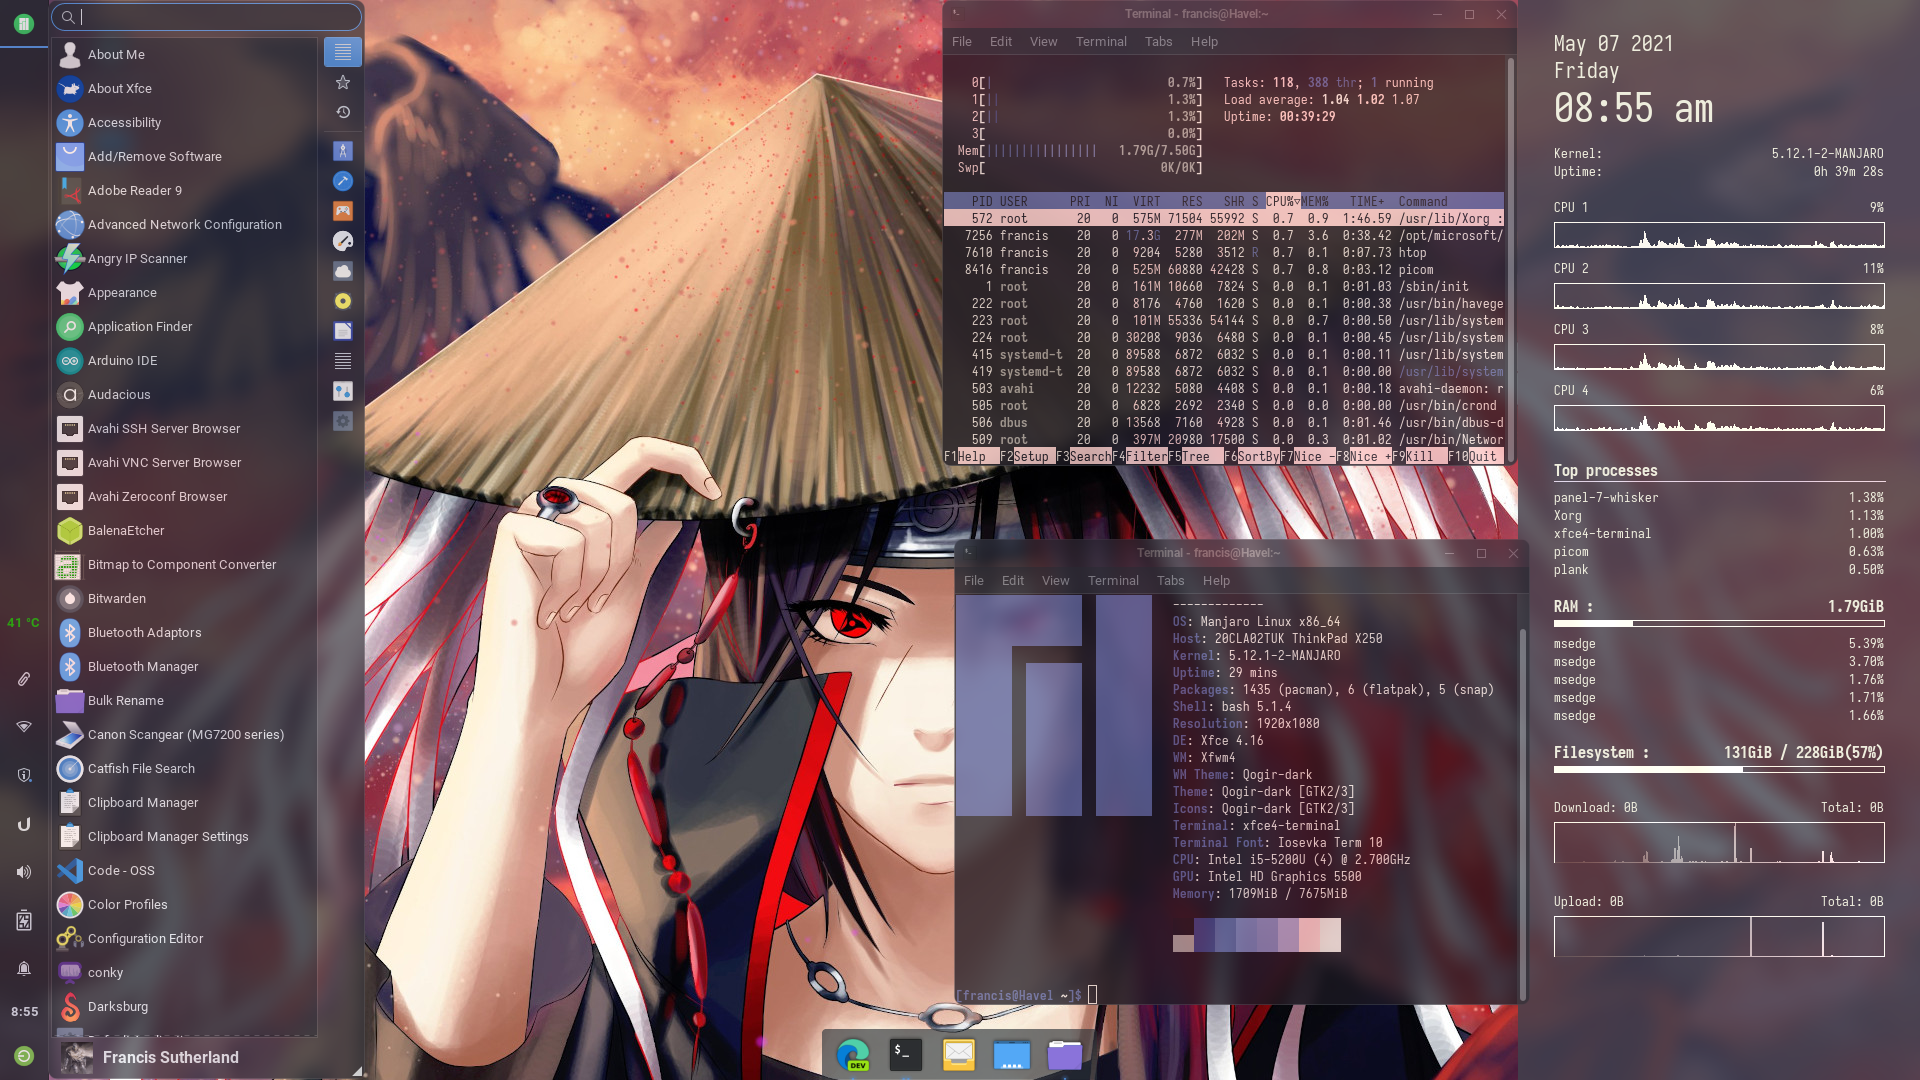 About Me
About Xfce
Accessibility
Add/Remove Software
Adobe Reader 9
Advanced Network Configuration
Angry IP Scanner
Appearance
Application Finder
Arduino IDE
Audacious
Avahi SSH Server Browser
Avahi VNC Server Browser
Avahi Zeroconf Browser
BalenaEtcher
Bitmap to Component Converter
Bitwarden
Bluetooth Adaptors
Bluetooth Manager
Bulk Rename
Canon Scangear (MG7200 series)
Catfish File Search
Clipboard Manager
Clipboard Manager Settings
Code - OSS
Color Profiles
Configuration Editor
conky
Darksburg
Francis Sutherland
41 °C
8:55
Terminal - francis@Havel:~
File Edit View Terminal Tabs Help
0[| 0.7%] Tasks: 118, 388 thr; 1 running
1[|| 1.3%] Load average: 1.04 1.02 1.07
2[|| 1.3%] Uptime: 00:39:29
3[ 0.0%]
Mem[|||||||||||||||| 1.79G/7.50G]
Swp[ 0K/0K]
PID USER PRI NI VIRT RES SHR S CPU%▽MEM% TIME+ Command
572 root 20 0 575M 71504 55992 S 0.7 0.9 1:46.59 /usr/lib/Xorg :
7256 francis 20 0 17.3G 277M 202M S 0.7 3.6 0:38.42 /opt/microsoft/
7610 francis 20 0 9204 5280 3512 R 0.7 0.1 0:07.73 htop
8416 francis 20 0 525M 60880 42428 S 0.7 0.8 0:03.12 picom
1 root 20 0 161M 10660 7824 S 0.0 0.1 0:01.03 /sbin/init
222 root 20 0 8176 4760 1620 S 0.0 0.1 0:00.38 /usr/bin/havege
223 root 20 0 101M 55336 54144 S 0.0 0.7 0:00.50 /usr/lib/system
224 root 20 0 30208 9036 6480 S 0.0 0.1 0:00.45 /usr/lib/system
415 systemd-t 20 0 89588 6872 6032 S 0.0 0.1 0:00.11 /usr/lib/system
419 systemd-t 20 0 89588 6872 6032 S 0.0 0.1 0:00.00 /usr/lib/system
503 avahi 20 0 12232 5080 4408 S 0.0 0.1 0:00.18 avahi-daemon: r
505 root 20 0 6828 2692 2340 S 0.0 0.0 0:00.00 /usr/bin/crond
506 dbus 20 0 13568 7160 4928 S 0.0 0.1 0:01.46 /usr/bin/dbus-d
509 root 20 0 397M 20980 17500 S 0.0 0.3 0:01.02 /usr/bin/Networ
F1Help F2Setup F3SearchF4FilterF5Tree F6SortByF7Nice -F8Nice +F9Kill F10Quit
Terminal - francis@Havel:~
File Edit View Terminal Tabs Help
-------------
OS: Manjaro Linux x86_64
Host: 20CLA02TUK ThinkPad X250
Kernel: 5.12.1-2-MANJARO
Uptime: 29 mins
Packages: 1435 (pacman), 6 (flatpak), 5 (snap)
Shell: bash 5.1.4
Resolution: 1920x1080
DE: Xfce 4.16
WM: Xfwm4
WM Theme: Qogir-dark
Theme: Qogir-dark [GTK2/3]
Icons: Qogir-dark [GTK2/3]
Terminal: xfce4-terminal
Terminal Font: Iosevka Term 10
CPU: Intel i5-5200U (4) @ 2.700GHz
GPU: Intel HD Graphics 5500
Memory: 1709MiB / 7675MiB
[francis@Havel ~]$
DEV
$_
May 07 2021
Friday
08:55 am
Kernel: 5.12.1-2-MANJARO
Uptime: 0h 39m 28s
CPU 1 9%
CPU 2 11%
CPU 3 8%
CPU 4 6%
Top processes
panel-7-whisker 1.38%
Xorg 1.13%
xfce4-terminal 1.00%
picom 0.63%
plank 0.50%
RAM : 1.79GiB
msedge 5.39%
msedge 3.70%
msedge 1.76%
msedge 1.71%
msedge 1.66%
Filesystem : 131GiB / 228GiB(57%)
Download: 0B Total: 0B
Upload: 0B Total: 0B